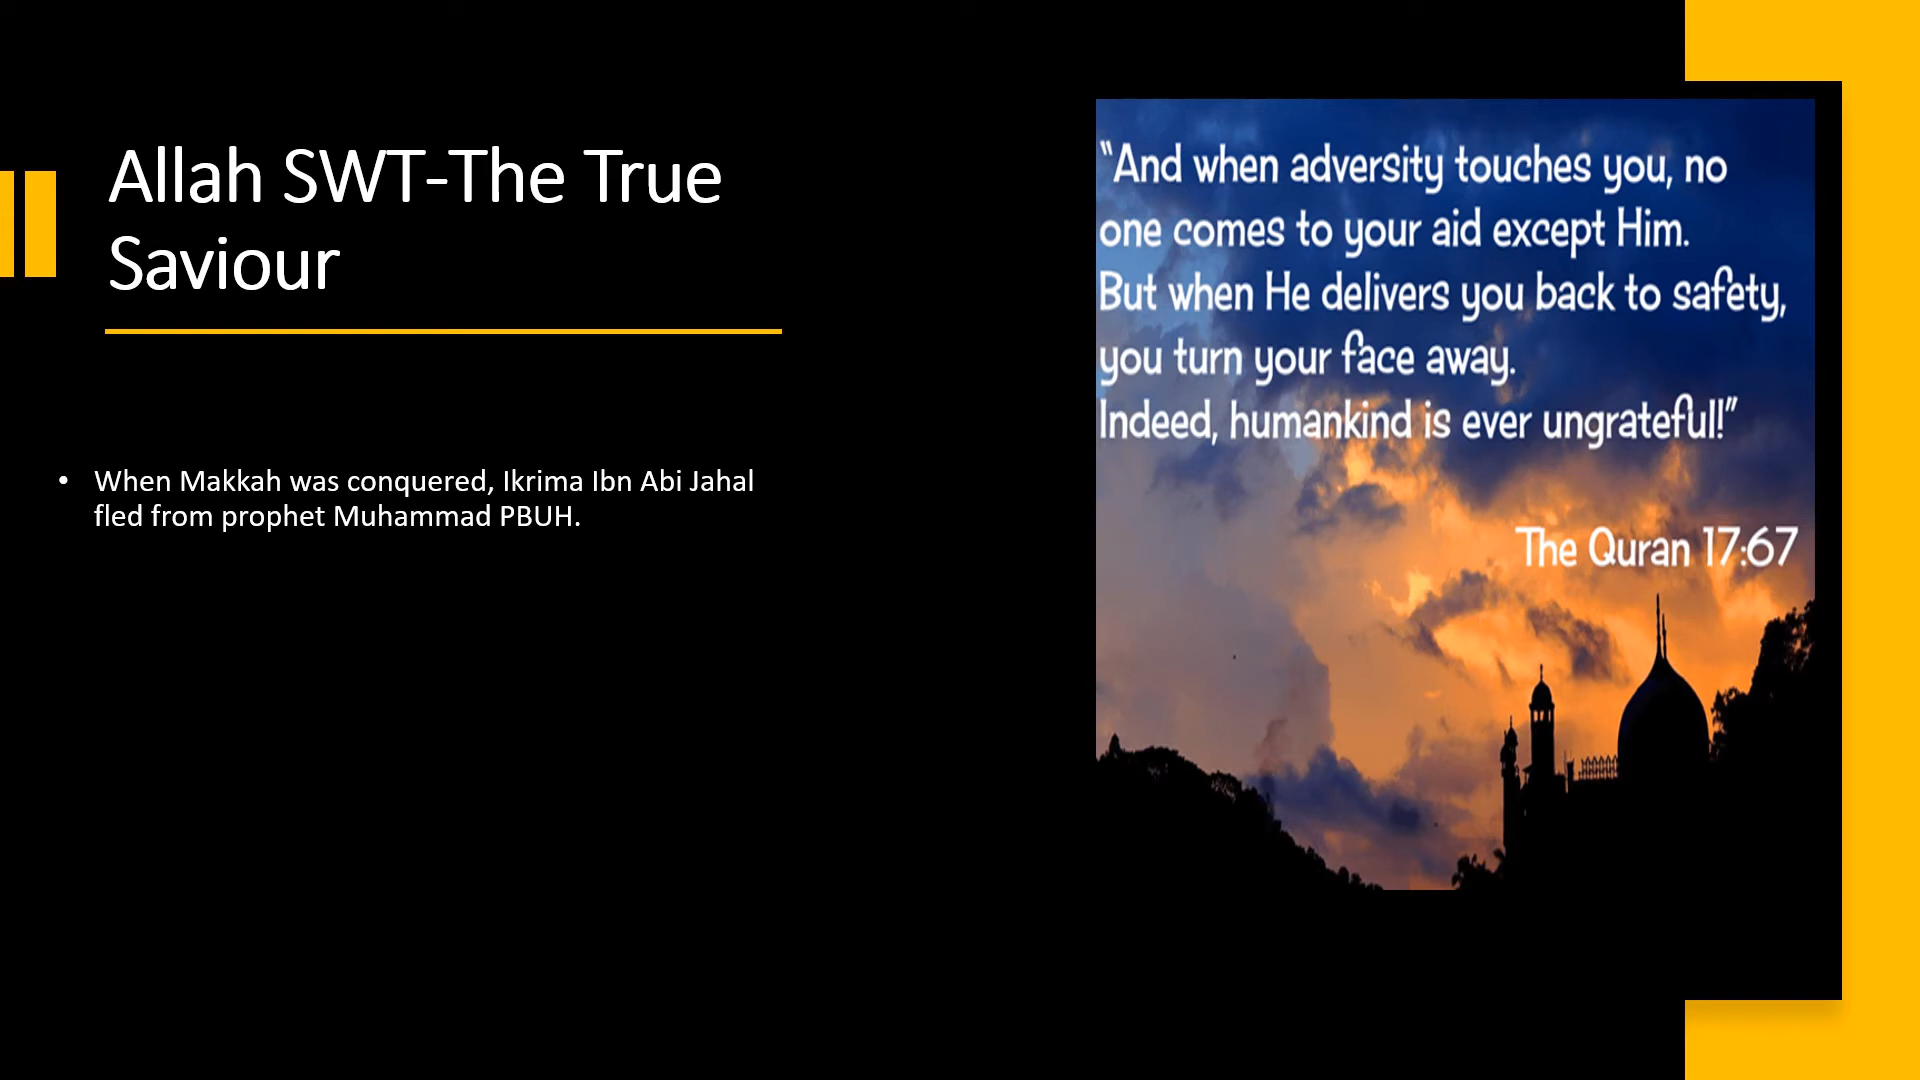 Allah SWT-The True
Saviour
• When Makkah was conquered, Ikrima Ibn Abi Jahal
fled from prophet Muhammad PBUH.
“And when adversity touches you, no
one comes to your aid except Him.
But when He delivers you back to safety,
you turn your face away.
Indeed, humankind is ever ungrateful!”
The Quran 17:67